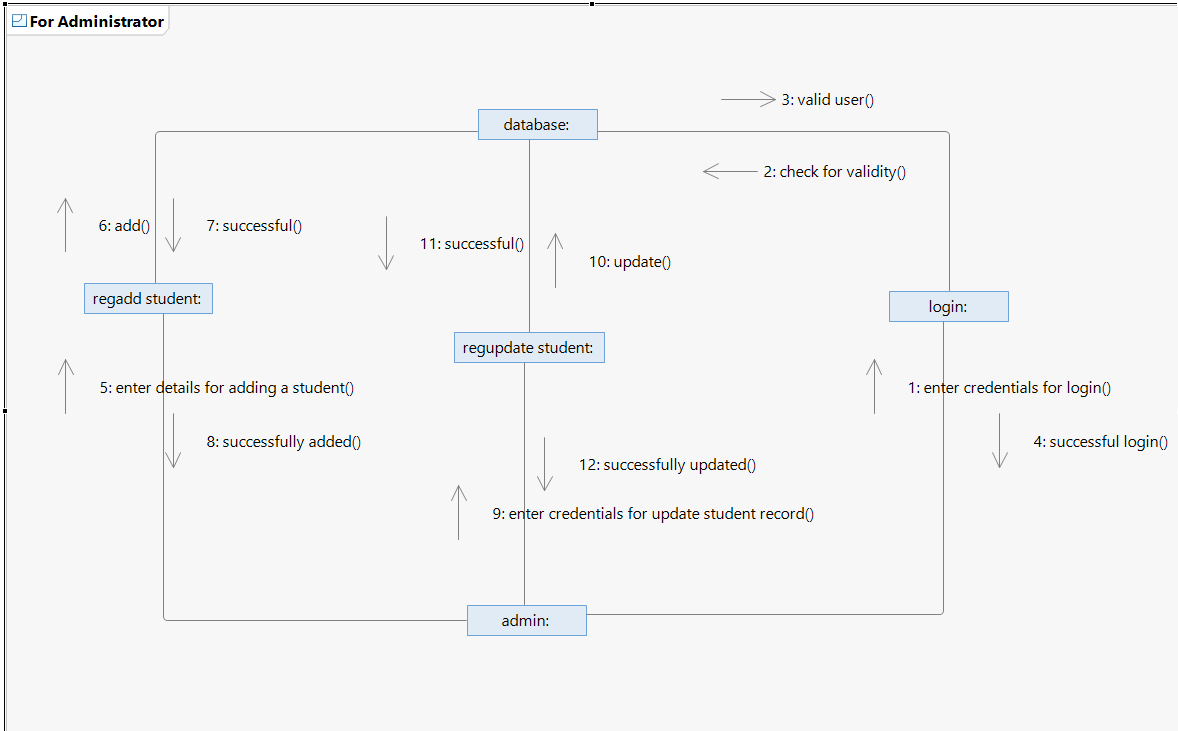 For Administrator
3: valid user()
database:
2: check for validity()
6: add()
7: successful()
11: successful()
10: update()
regadd student:
login:
regupdate student:
5: enter details for adding a student()
1: enter credentials for login()
8: successfully added()
4: successful login()
12: successfully updated()
9: enter credentials for update student record()
admin: